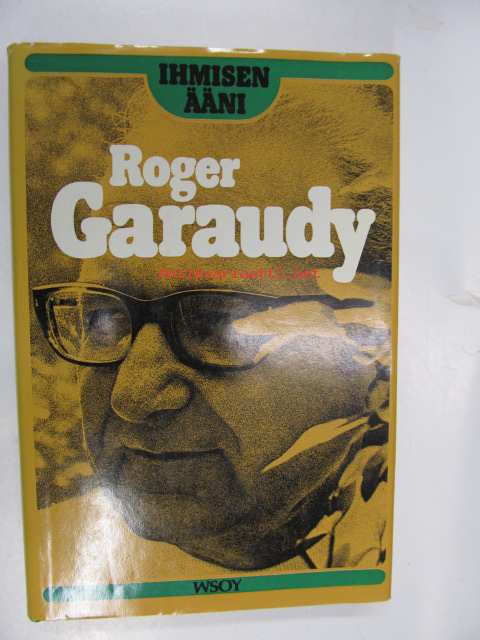 IHMISEN
ÄÄNI
Roger
Garaudy
WSOY